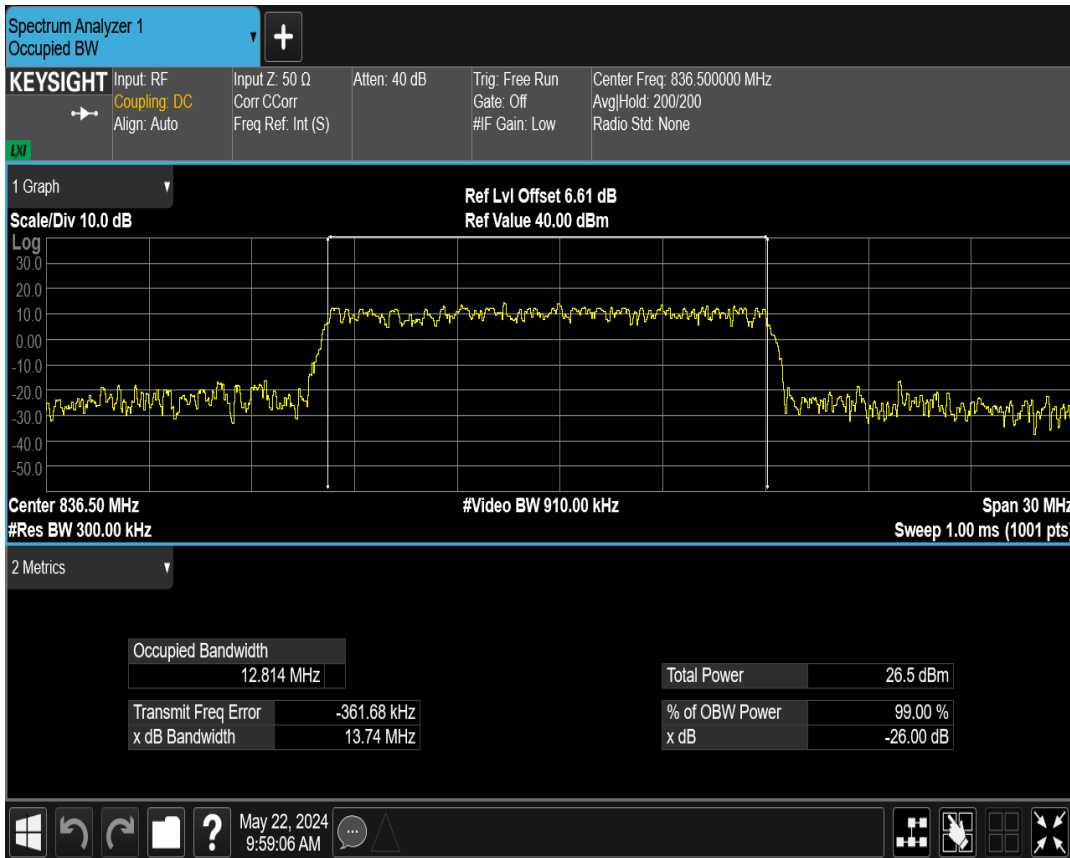 Spectrum Analyzer 1
Occupied BW
KEYSIGHT
LXI
Input: RF
Coupling: DC
Align: Auto
Input Z: 50 Ω
Corr CCorr
Freq Ref: Int (S)
Atten: 40 dB
Trig: Free Run
Gate: Off
#IF Gain: Low
Center Freq: 836.500000 MHz
Avg|Hold: 200/200
Radio Std: None
1 Graph
Scale/Div 10.0 dB
Ref Lvl Offset 6.61 dB
Ref Value 40.00 dBm
Log
30.0
20.0
10.0
0.00
-10.0
-20.0
-30.0
-40.0
-50.0
Center 836.50 MHz
#Res BW 300.00 kHz
#Video BW 910.00 kHz
Span 30 MHz
Sweep 1.00 ms (1001 pts)
2 Metrics
Occupied Bandwidth
12.814 MHz
Transmit Freq Error -361.68 kHz
x dB Bandwidth 13.74 MHz
Total Power 26.5 dBm
% of OBW Power 99.00 %
x dB -26.00 dB
May 22, 2024
9:59:06 AM